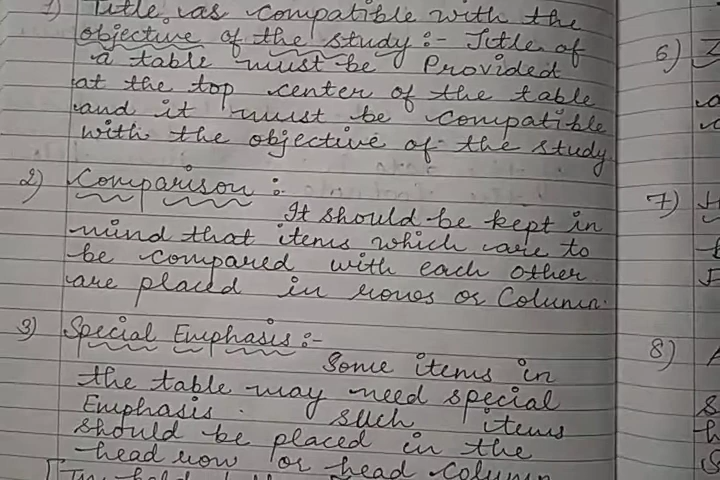 1) Title as compatible with the
objective of the study :- Title of
a table must be Provided
at the top center of the table
and it must be compatible
with the objective of the study
2) Comparison :-
It should be kept in
mind that items which are to
be compared with each other
are placed in rows or Column.
3) Special Emphasis :-
Some items in
the table may need special
Emphasis. Such items
should be placed in the
head row or head column
6)
7)
8)